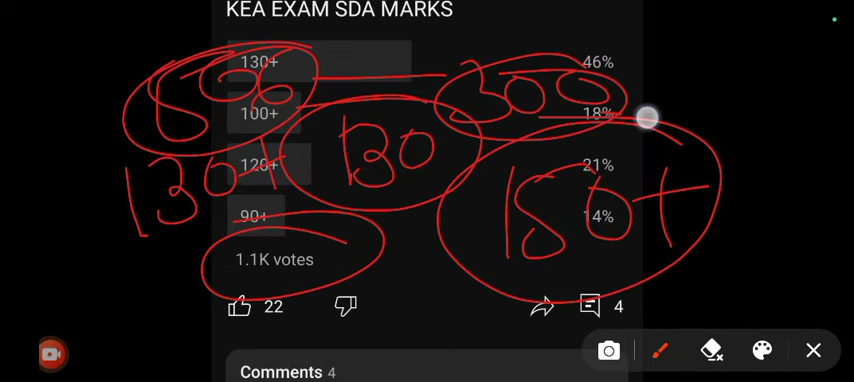 KEA EXAM SDA MARKS
130+ 46%
500 300
100+ 18%
130
120+ 21%
130+ 150+
90+ 14%
1.1K votes
22 4
Comments 4